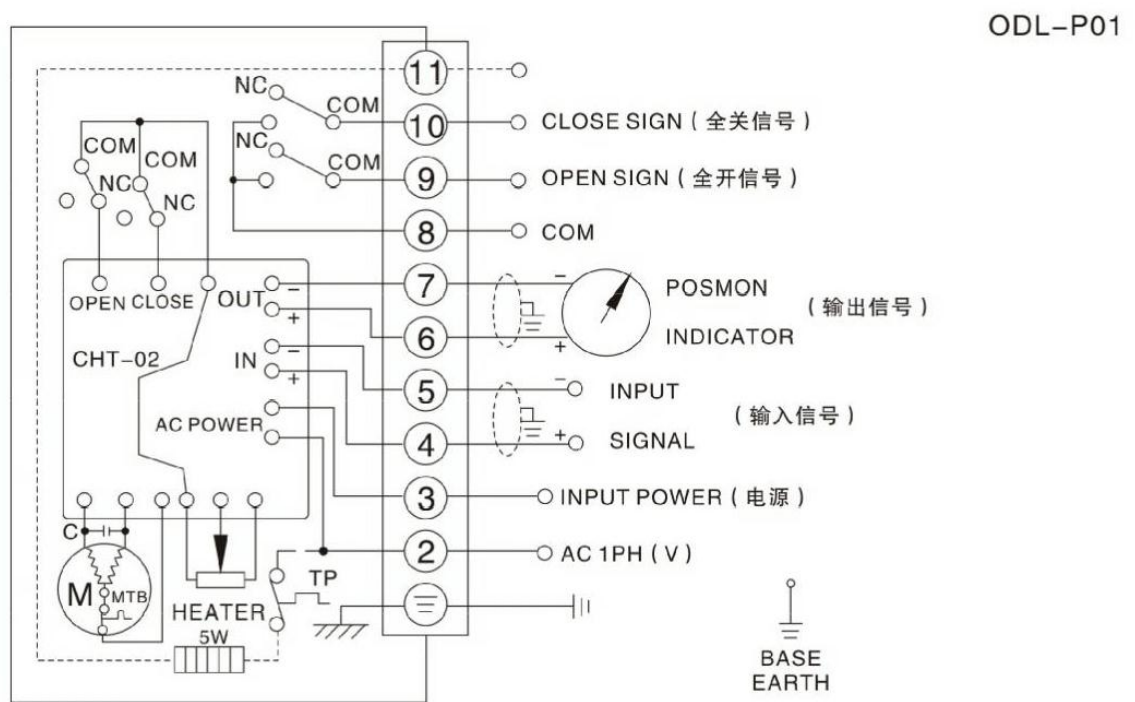 ODL-P01
11
NC
COM
10
CLOSE SIGN ( 全关信号 )
COM
COM
NC
COM
NC
NC
9
OPEN SIGN ( 全开信号 )
8
COM
OPEN CLOSE
OUT
-
7
-
POSMON
( 输出信号 )
+
6
+
INDICATOR
CHT-02
IN
-
5
-
INPUT
( 输入信号 )
+
4
+
SIGNAL
AC POWER
3
INPUT POWER ( 电源 )
C
2
AC 1PH ( V )
M
MTB
TP
HEATER
5W
BASE
EARTH